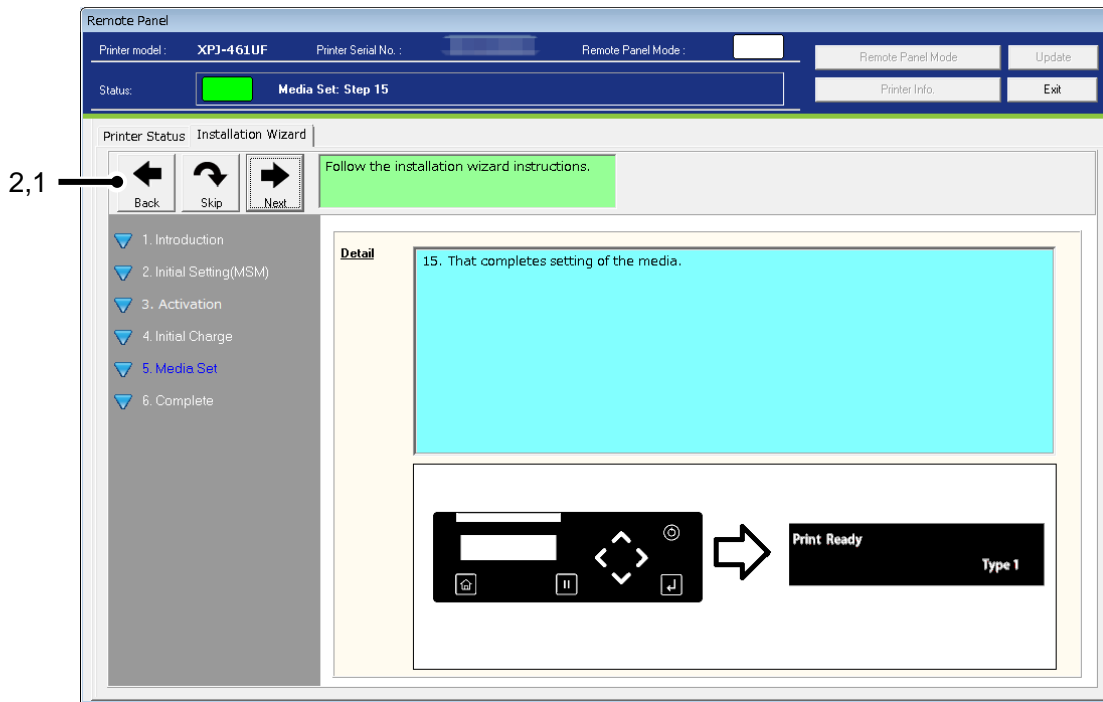 Remote Panel
Printer model : XPJ-461UF Printer Serial No. : Remote Panel Mode :
Remote Panel Mode Update
Status: Media Set: Step 15
Printer Info. Exit
Printer Status Installation Wizard
2,1
Back Skip Next
Follow the installation wizard instructions.
1. Introduction
2. Initial Setting(MSM)
3. Activation
4. Initial Charge
5. Media Set
6. Complete
Detail
15. That completes setting of the media.
Print Ready
Type 1